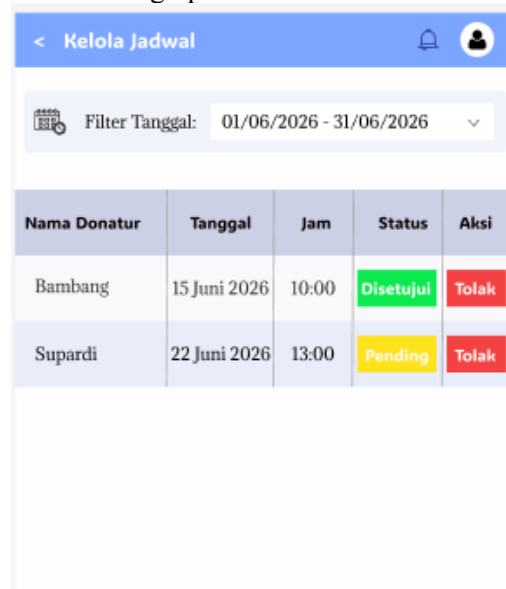 < Kelola Jadwal
Filter Tanggal: 01/06/2026 - 31/06/2026
Nama Donatur Tanggal Jam Status Aksi
Bambang 15 Juni 2026 10:00 Disetujui Tolak
Supardi 22 Juni 2026 13:00 Pending Tolak